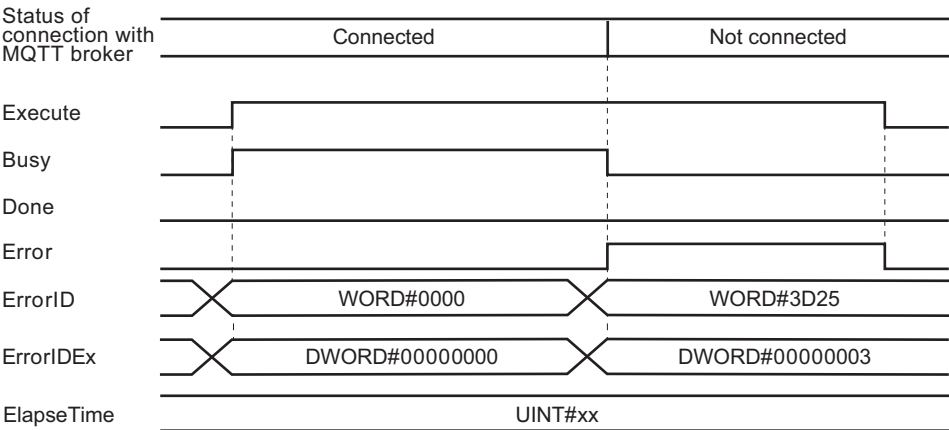 Status of
connection with
MQTT broker
Connected
Not connected
Execute
Busy
Done
Error
ErrorID
WORD#0000
WORD#3D25
ErrorIDEx
DWORD#00000000
DWORD#00000003
ElapseTime
UINT#xx